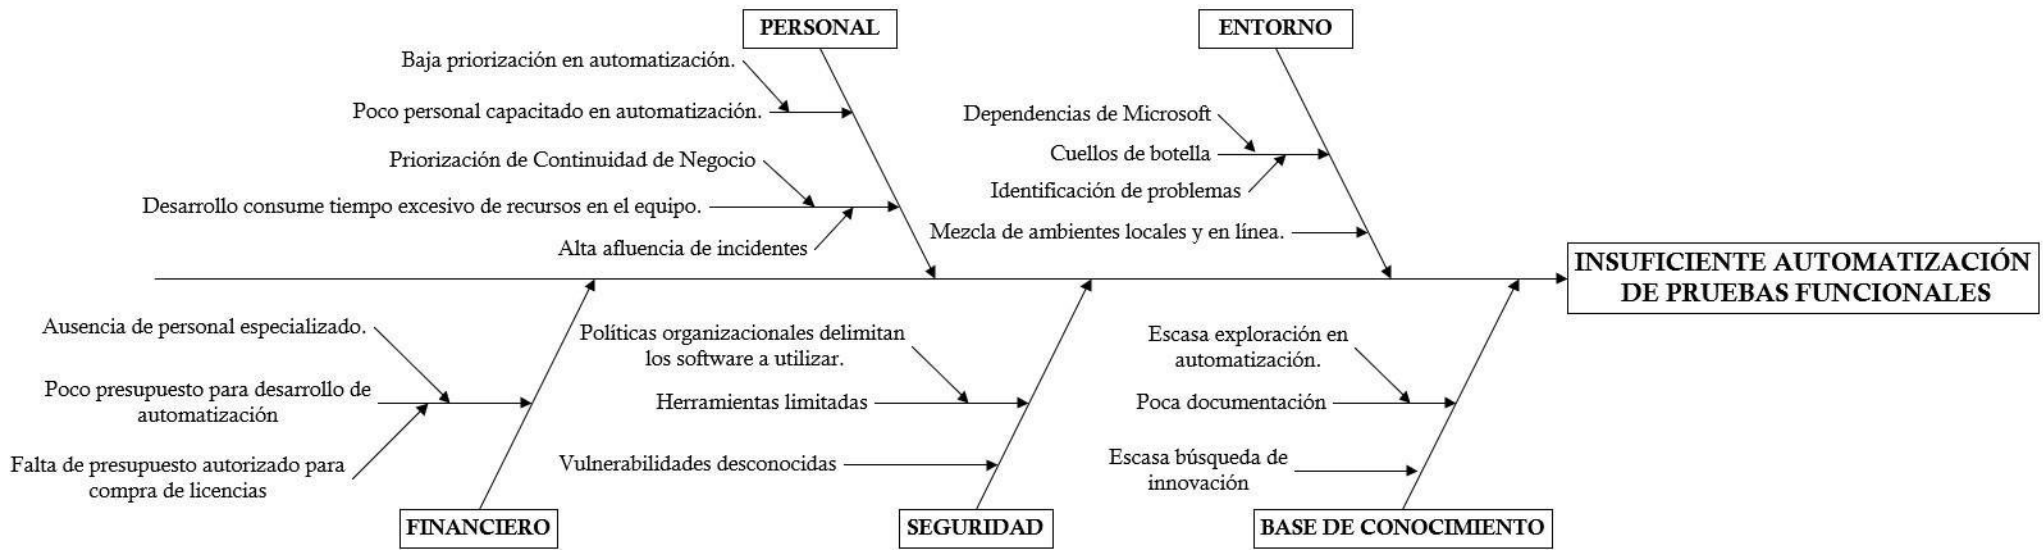 PERSONAL
ENTORNO
Baja priorización en automatización.
Poco personal capacitado en automatización.
Priorización de Continuidad de Negocio
Desarrollo consume tiempo excesivo de recursos en el equipo.
Alta afluencia de incidentes
Dependencias de Microsoft
Cuellos de botella
Identificación de problemas
Mezcla de ambientes locales y en línea.
INSUFICIENTE AUTOMATIZACIÓN
DE PRUEBAS FUNCIONALES
Ausencia de personal especializado.
Poco presupuesto para desarrollo de
automatización
Falta de presupuesto autorizado para
compra de licencias
Políticas organizacionales delimitan
los software a utilizar.
Herramientas limitadas
Vulnerabilidades desconocidas
Escasa exploración en
automatización.
Poca documentación
Escasa búsqueda de
innovación
FINANCIERO
SEGURIDAD
BASE DE CONOCIMIENTO